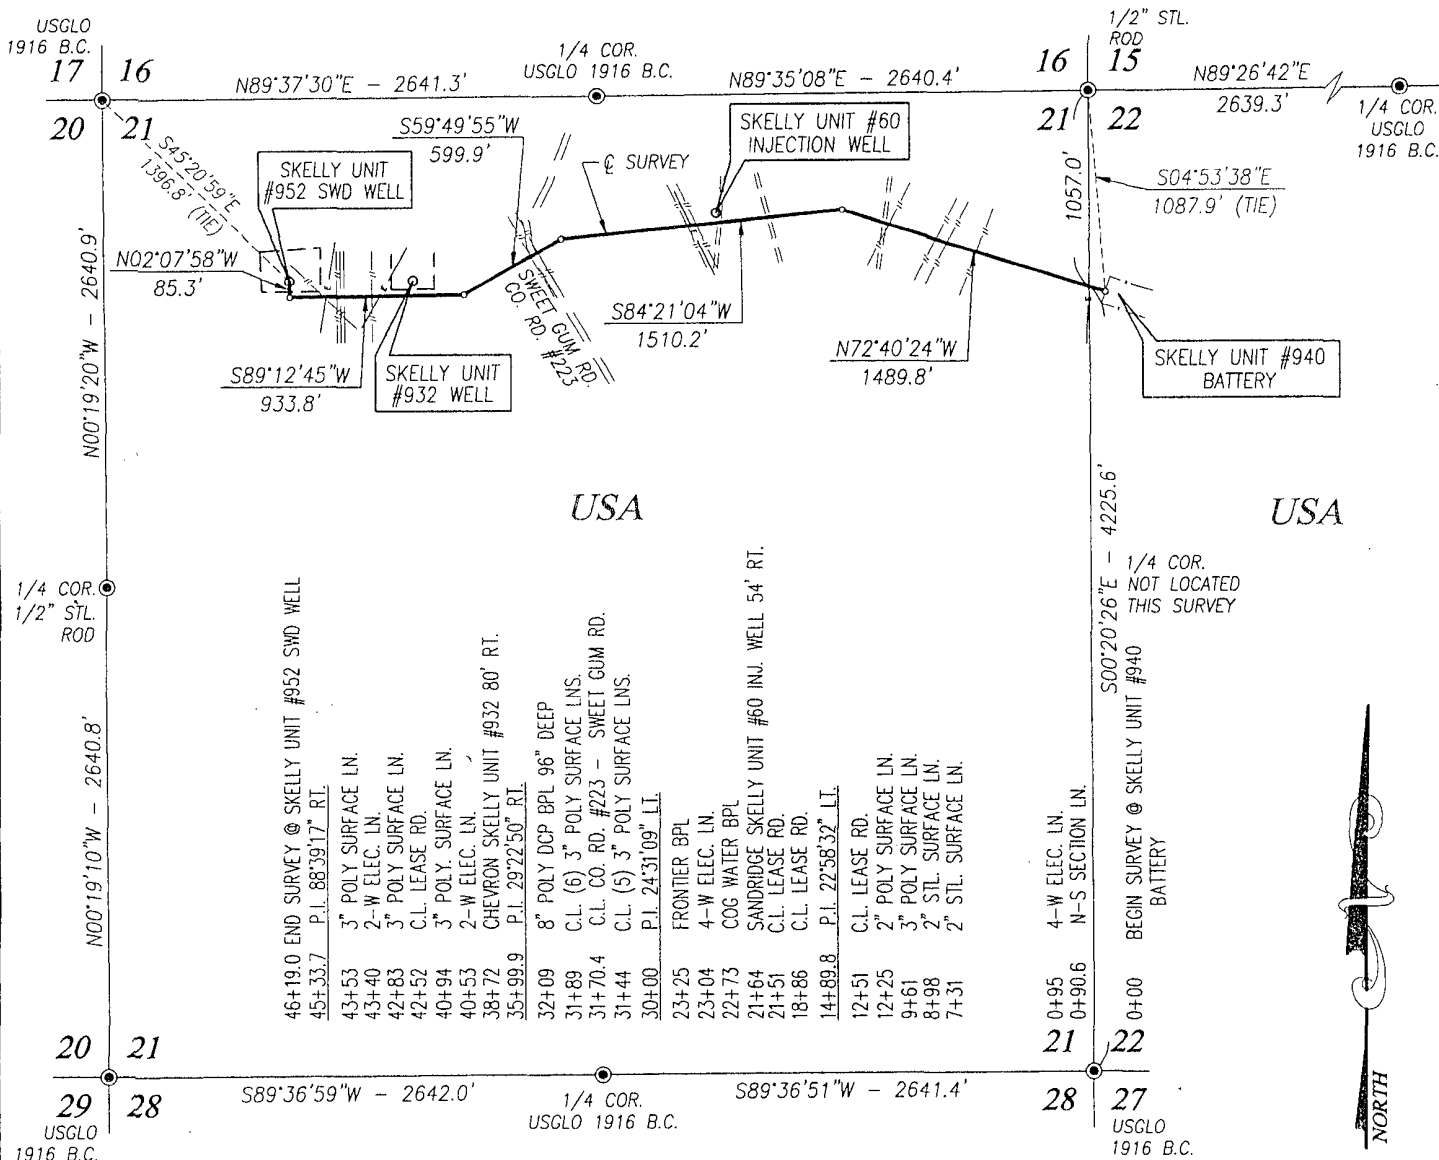 USGLO
1916 B.C.
17 16
20 21
N89°37'30"E - 2641.3'
1/4 COR.
USGLO 1916 B.C.
N89°35'08"E - 2640.4'
1/2" STL.
ROD
16 15
21 22
N89°26'42"E
2639.3'
1/4 COR.
USGLO
1916 B.C.
S45°20'59"E
1396.8' (TIE)
SKELLY UNIT
#952 SWD WELL
S59°49'55"W
599.9'
℄ SURVEY
SKELLY UNIT #60
INJECTION WELL
1057.0'
S04°53'38"E
1087.9' (TIE)
N00°19'20"W - 2640.9'
N02°07'58"W
85.3'
SWEET GUM RD.
CO. RD. #223
S89°12'45"W
933.8'
SKELLY UNIT
#932 WELL
S84°21'04"W
1510.2'
N72°40'24"W
1489.8'
SKELLY UNIT #940
BATTERY
USA
USA
1/4 COR.
1/2" STL.
ROD
S00°20'26"E - 4225.6'
1/4 COR.
NOT LOCATED
THIS SURVEY
N00°19'10"W - 2640.8'
46+19.0 END SURVEY @ SKELLY UNIT #952 SWD WELL
45+33.7 P.I. 88°39'17" RT.
43+53 3" POLY SURFACE LN.
43+40 2-W ELEC. LN.
42+83 3" POLY SURFACE LN.
42+52 C.L. LEASE RD.
40+94 3" POLY. SURFACE LN.
40+53 2-W ELEC. LN.
38+72 CHEVRON SKELLY UNIT #932 80' RT.
35+99.9 P.I. 29°22'50" RT.
32+09 8" POLY DCP BPL 96" DEEP
31+89 C.L. (6) 3" POLY SURFACE LNS.
31+70.4 C.L. CO. RD. #223 - SWEET GUM RD.
31+44 C.L. (5) 3" POLY SURFACE LNS.
30+00 P.I. 24°31'09" LT.
23+25 FRONTIER BPL
23+04 4-W ELEC. LN.
22+73 COG WATER BPL
21+64 SANDRIDGE SKELLY UNIT #60 INJ. WELL 54' RT.
21+51 C.L. LEASE RD.
18+86 C.L. LEASE RD.
14+89.8 P.I. 22°58'32" LT.
12+51 C.L. LEASE RD.
12+25 2" POLY SURFACE LN.
9+61 3" POLY SURFACE LN.
8+98 2" STL. SURFACE LN.
7+31 2" STL. SURFACE LN.
0+95 4-W ELEC. LN.
0+90.6 N-S SECTION LN.
0+00 BEGIN SURVEY @ SKELLY UNIT #940
BATTERY
20 21
29 28
USGLO
1916 B.C.
S89°36'59"W - 2642.0'
1/4 COR.
USGLO 1916 B.C.
S89°36'51"W - 2641.4'
21 22
28 27
USGLO
1916 B.C.
NORTH